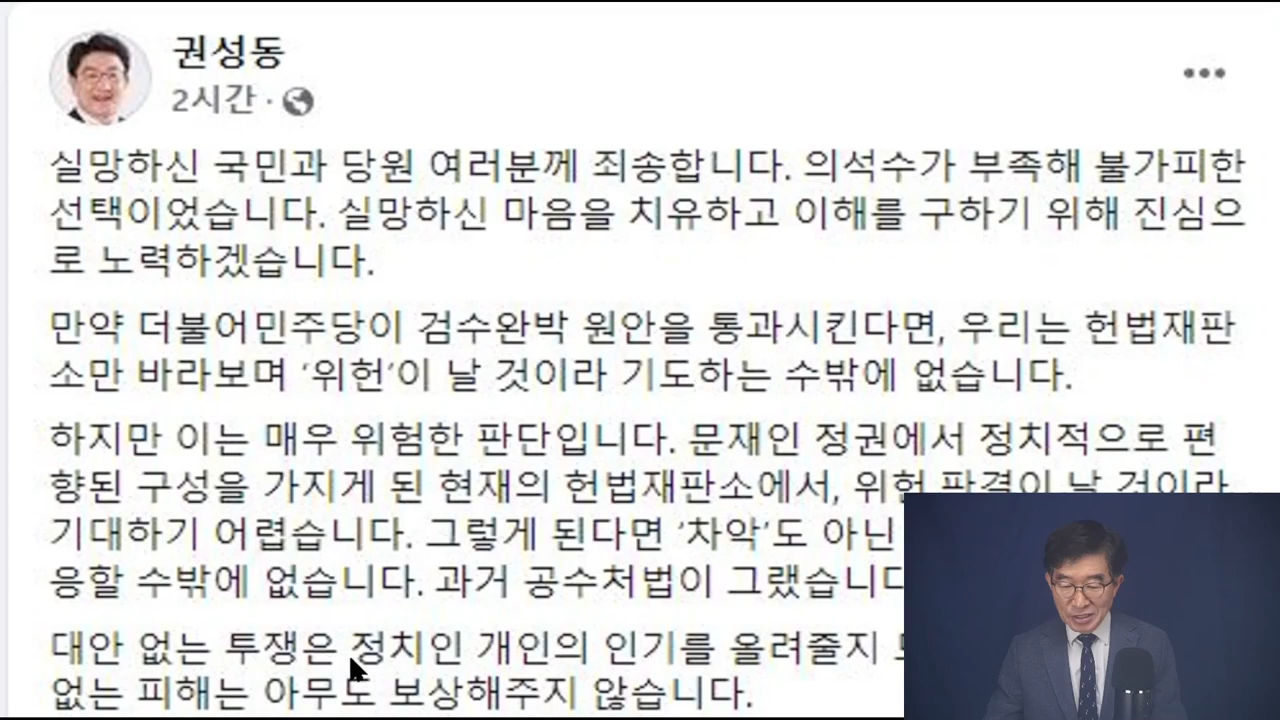 권성동
2시간 ·
실망하신 국민과 당원 여러분께 죄송합니다. 의석수가 부족해 불가피한
선택이었습니다. 실망하신 마음을 치유하고 이해를 구하기 위해 진심으
로 노력하겠습니다.
만약 더불어민주당이 검수완박 원안을 통과시킨다면, 우리는 헌법재판
소만 바라보며 ‘위헌’이 날 것이라 기도하는 수밖에 없습니다.
하지만 이는 매우 위험한 판단입니다. 문재인 정권에서 정치적으로 편
향된 구성을 가지게 된 현재의 헌법재판소에서, 위헌 판결이 날 것이라
기대하기 어렵습니다. 그렇게 된다면 ‘차악’도 아닌
응할 수밖에 없습니다. 과거 공수처법이 그랬습니다
대안 없는 투쟁은 정치인 개인의 인기를 올려줄지
없는 피해는 아무도 보상해주지 않습니다.